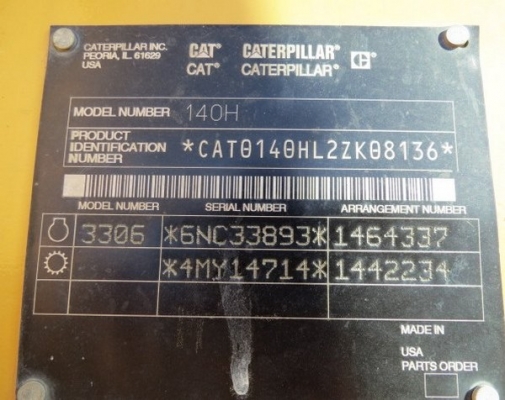 CATERPILLAR INC. CAT® CATERPILLAR®
PEORIA, IL 61629
USA CAT® CATERPILLAR® C
MODEL NUMBER 140H
PRODUCT
IDENTIFICATION
NUMBER *CAT0140HL2ZK08136*
MODEL NUMBER SERIAL NUMBER ARRANGEMENT NUMBER
3306 *6NC33893* 1464337
*4MY14714* 1442234
MADE IN
USA
PARTS ORDER